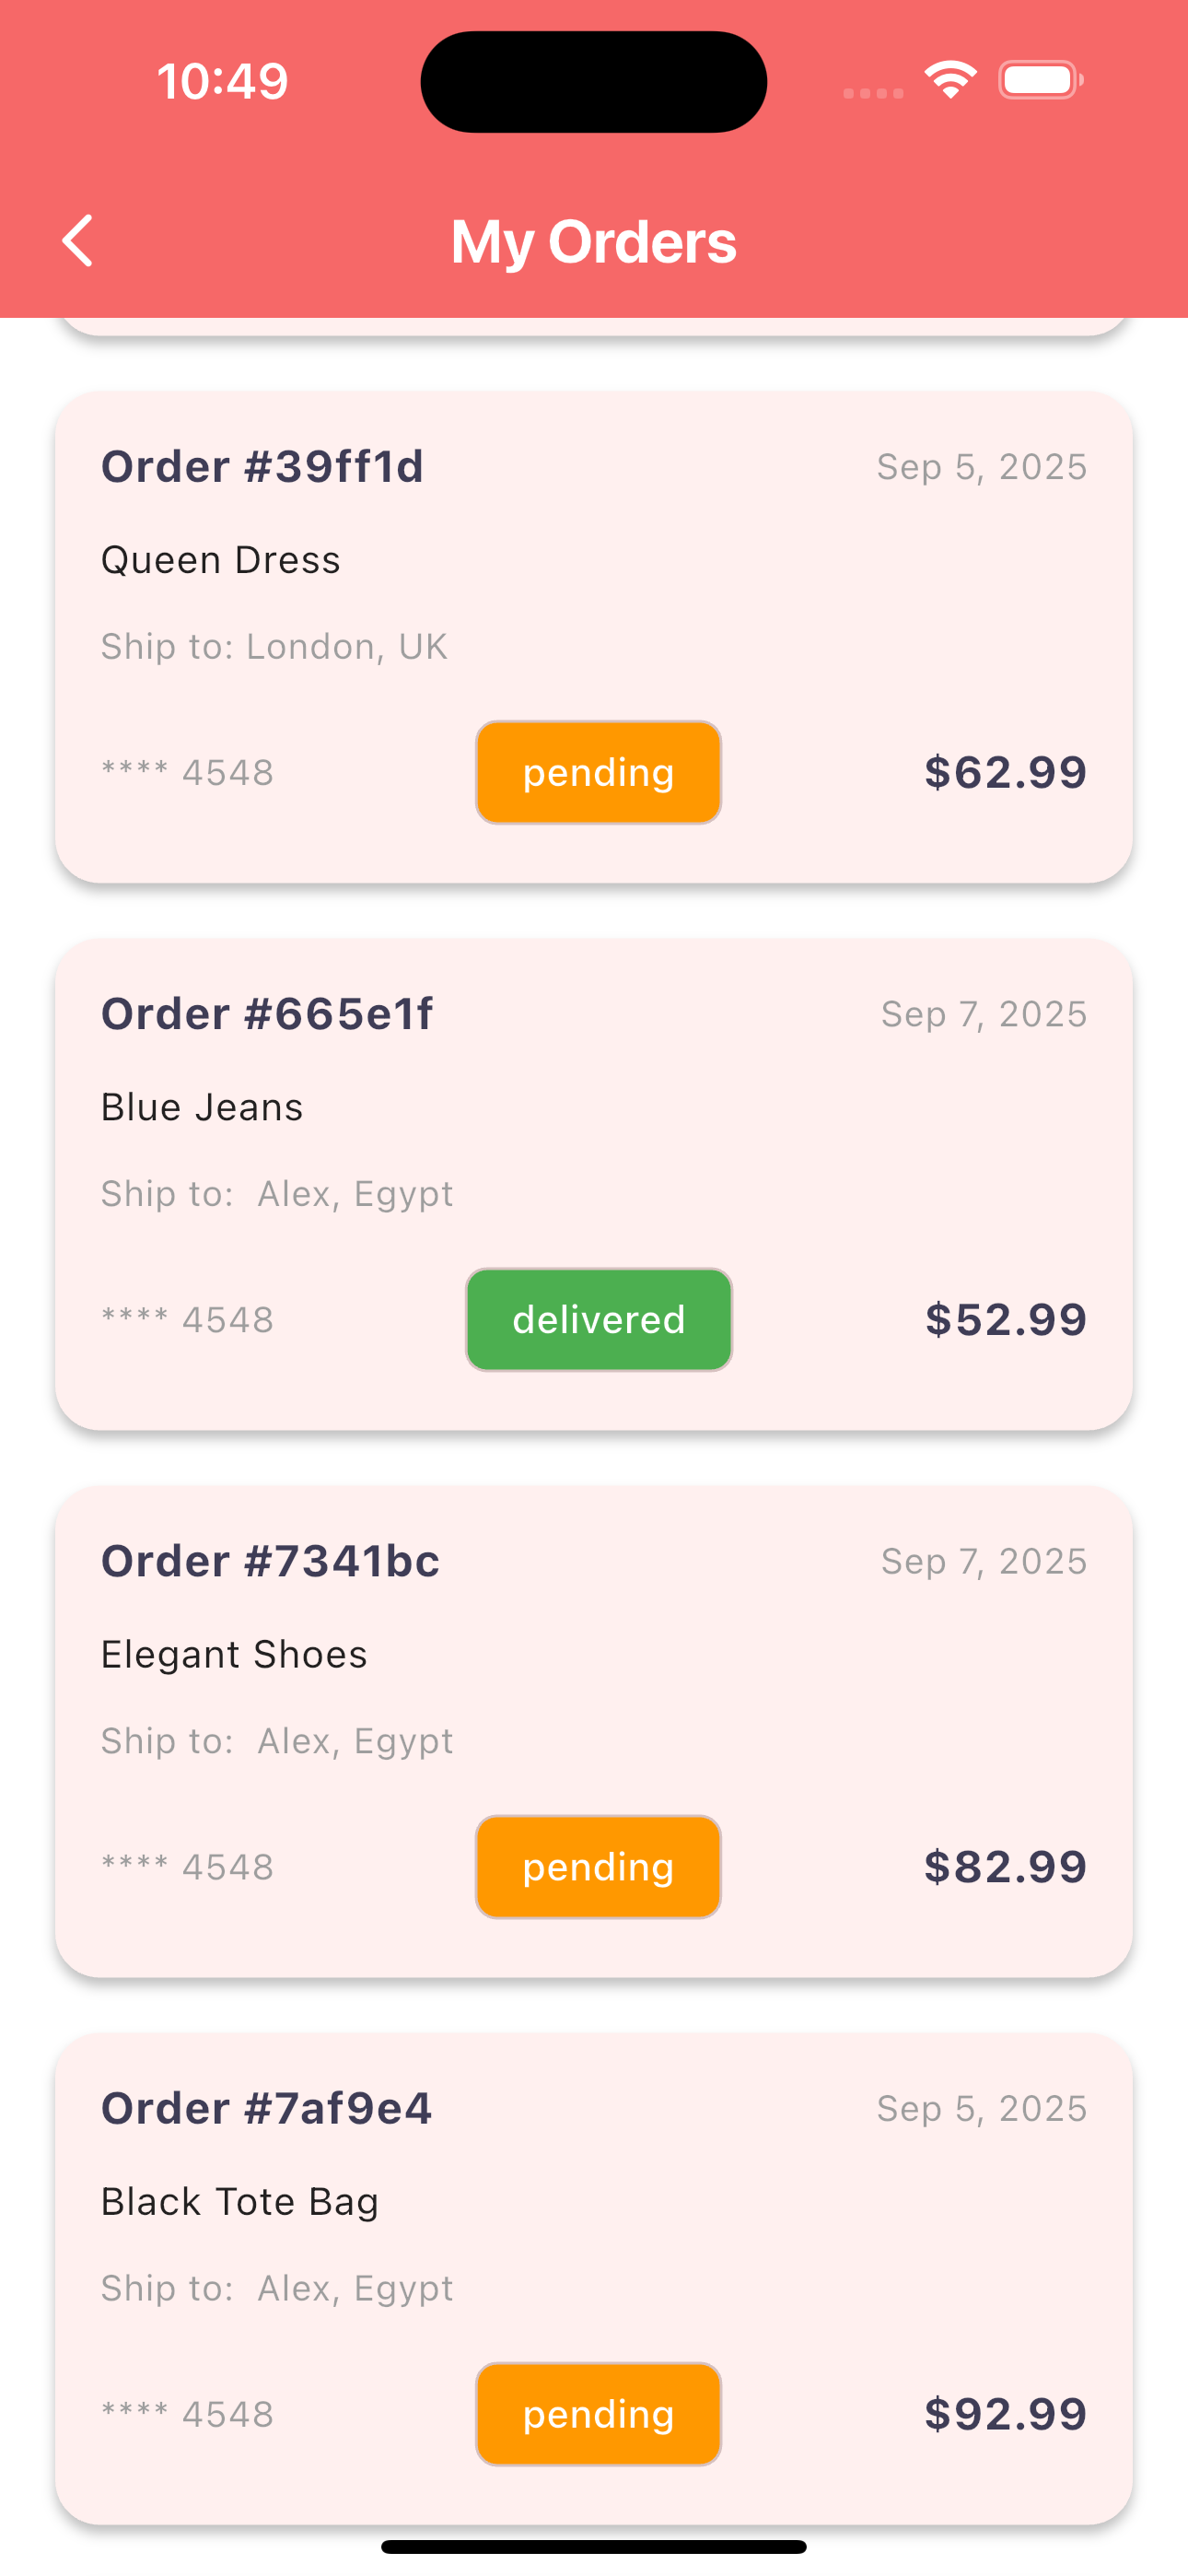 10:49
My Orders
Order #39ff1d Sep 5, 2025
Queen Dress
Ship to: London, UK
**** 4548 pending $62.99
Order #665e1f Sep 7, 2025
Blue Jeans
Ship to:  Alex, Egypt
**** 4548 delivered $52.99
Order #7341bc Sep 7, 2025
Elegant Shoes
Ship to:  Alex, Egypt
**** 4548 pending $82.99
Order #7af9e4 Sep 5, 2025
Black Tote Bag
Ship to:  Alex, Egypt
**** 4548 pending $92.99